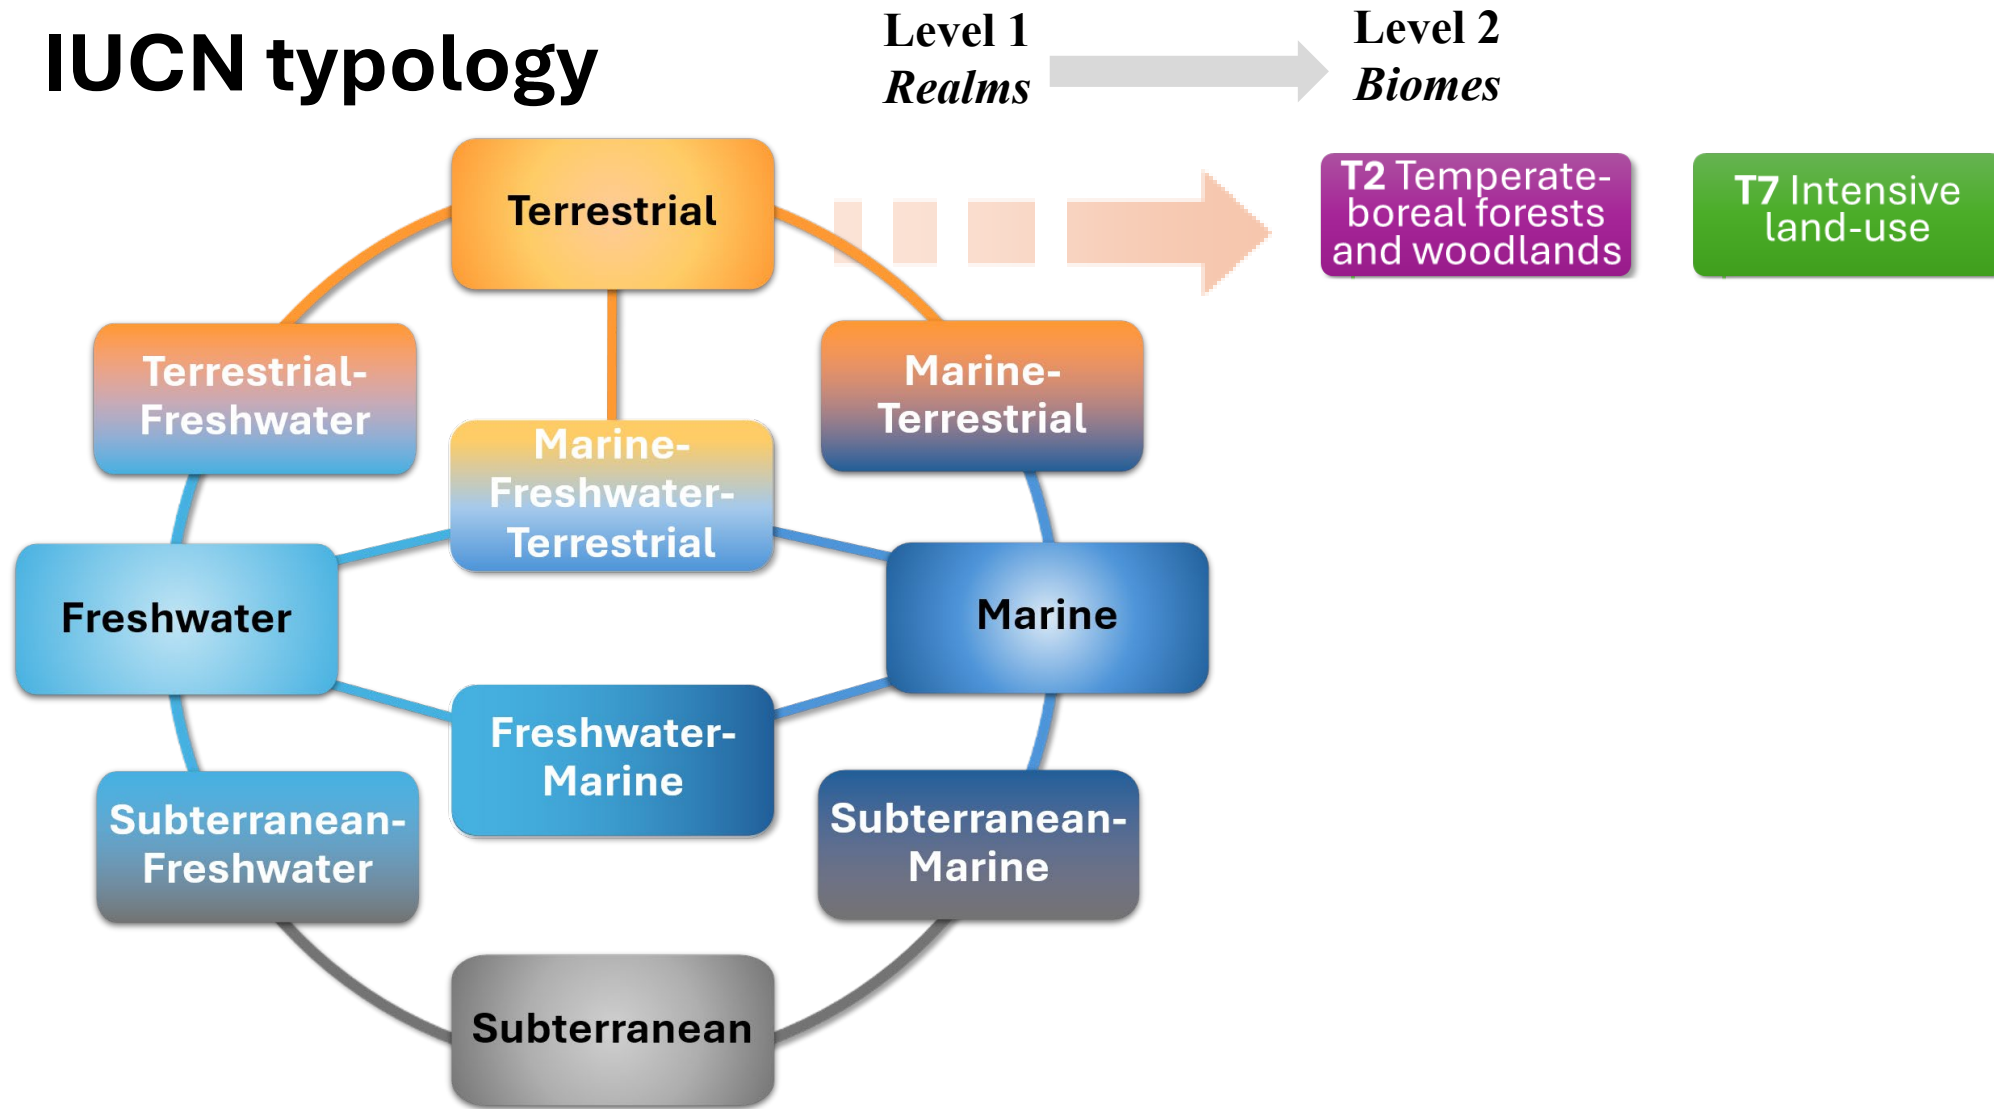 IUCN typology
Level 1
Realms
Level 2
Biomes
Terrestrial
T2 Temperate-
boreal forests
and woodlands
T7 Intensive
land-use
Terrestrial-
Freshwater
Marine-
Terrestrial
Marine-
Freshwater-
Terrestrial
Freshwater
Marine
Freshwater-
Marine
Subterranean-
Freshwater
Subterranean-
Marine
Subterranean